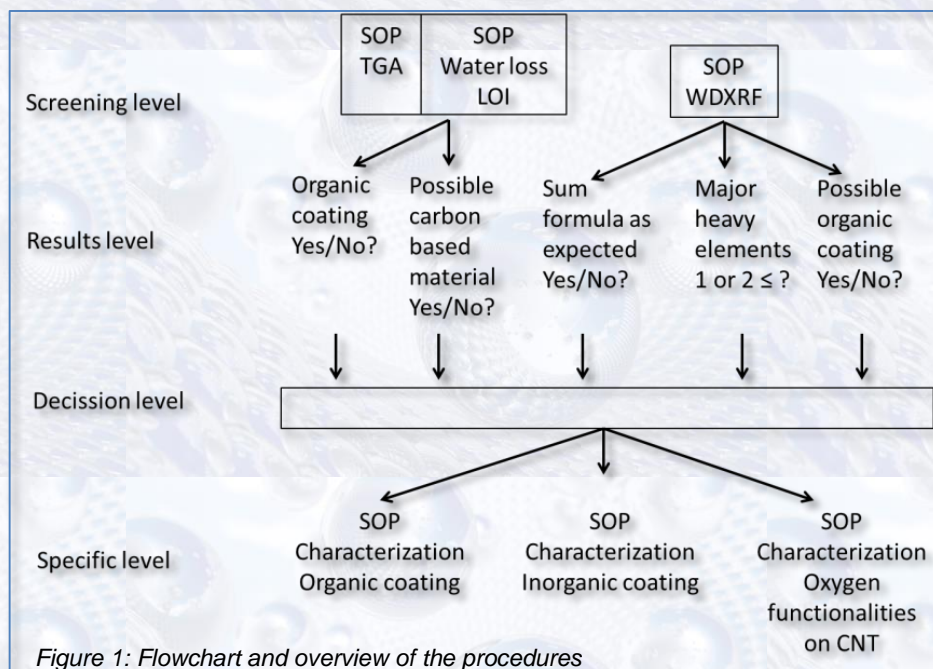 SOP
TGA
SOP
Water loss
LOI
SOP
WDXRF
Screening level
Organic
coating
Yes/No?
Possible
carbon
based
material
Yes/No?
Sum
formula as
expected
Yes/No?
Major
heavy
elements
1 or 2 ≤ ?
Possible
organic
coating
Yes/No?
Results level
Decission level
Specific level
SOP
Characterization
Organic coating
SOP
Characterization
Inorganic coating
SOP
Characterization
Oxygen
functionalities
on CNT
Figure 1: Flowchart and overview of the procedures